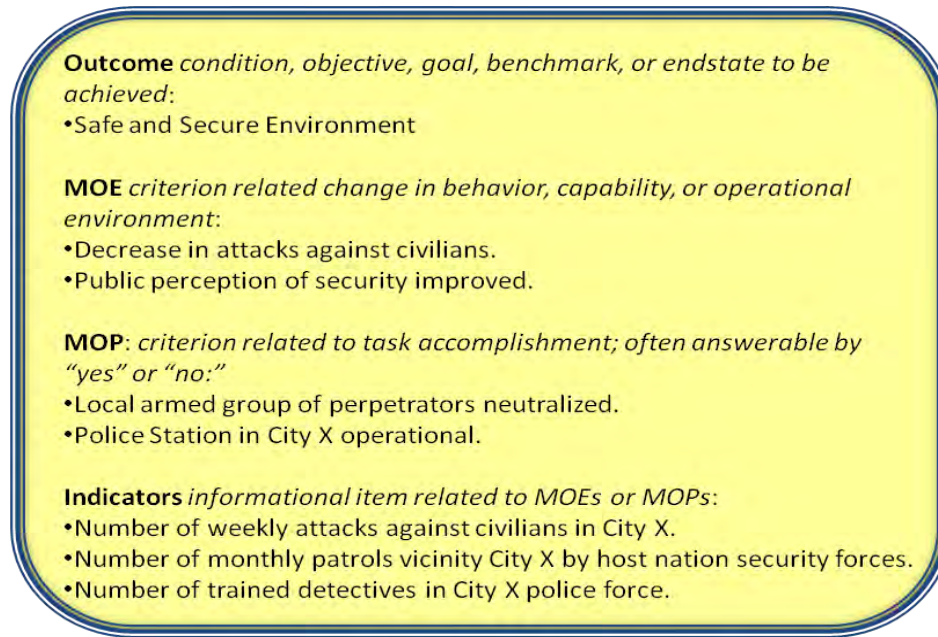 Outcome condition, objective, goal, benchmark, or endstate to be
achieved:
•Safe and Secure Environment
MOE criterion related change in behavior, capability, or operational
environment:
•Decrease in attacks against civilians.
•Public perception of security improved.
MOP: criterion related to task accomplishment; often answerable by
“yes” or “no:”
•Local armed group of perpetrators neutralized.
•Police Station in City X operational.
Indicators informational item related to MOEs or MOPs:
•Number of weekly attacks against civilians in City X.
•Number of monthly patrols vicinity City X by host nation security forces.
•Number of trained detectives in City X police force.